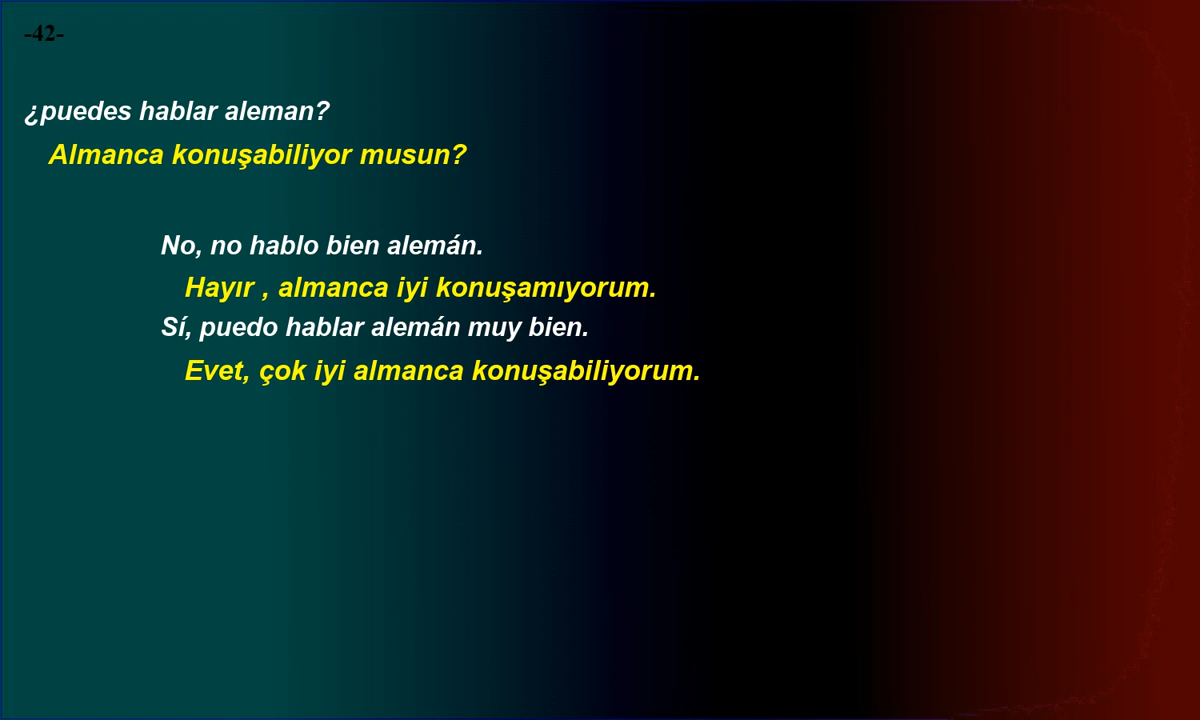 -42-
¿puedes hablar aleman?
Almanca konuşabiliyor musun?
No, no hablo bien alemán.
Hayır , almanca iyi konuşamıyorum.
Sí, puedo hablar alemán muy bien.
Evet, çok iyi almanca konuşabiliyorum.